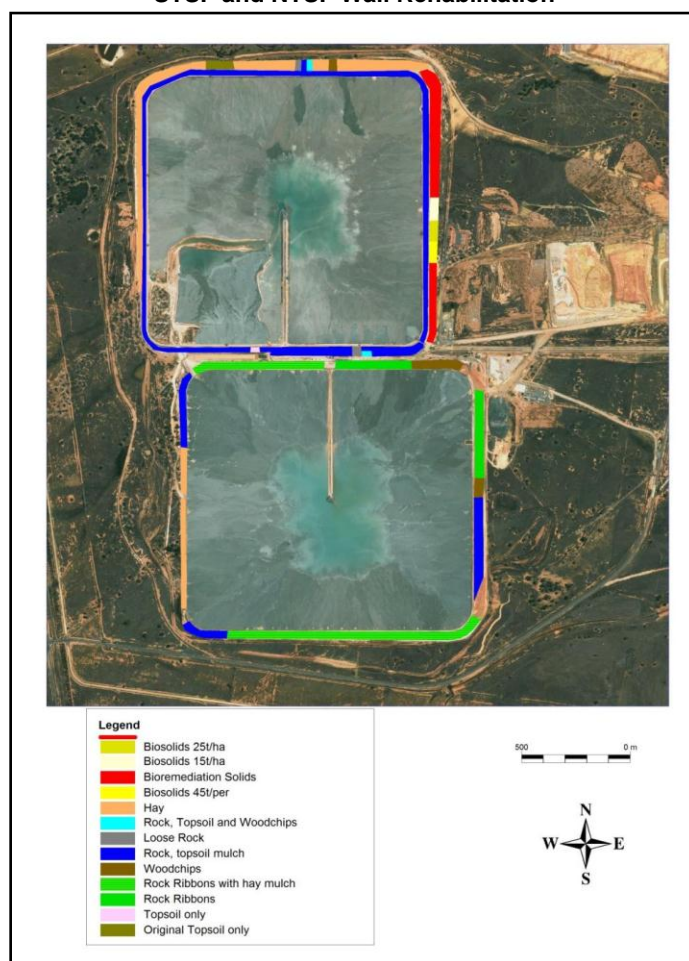 STSF and NTSF Wall Rehabilitation
Legend
Biosolids 25t/ha
Biosolids 15t/ha
Bioremediation Solids
Biosolids 45t/per
Hay
Rock, Topsoil and Woodchips
Loose Rock
Rock, topsoil mulch
Woodchips
Rock Ribbons with hay mulch
Rock Ribbons
Topsoil only
Original Topsoil only
500 0 m
N
W E
S